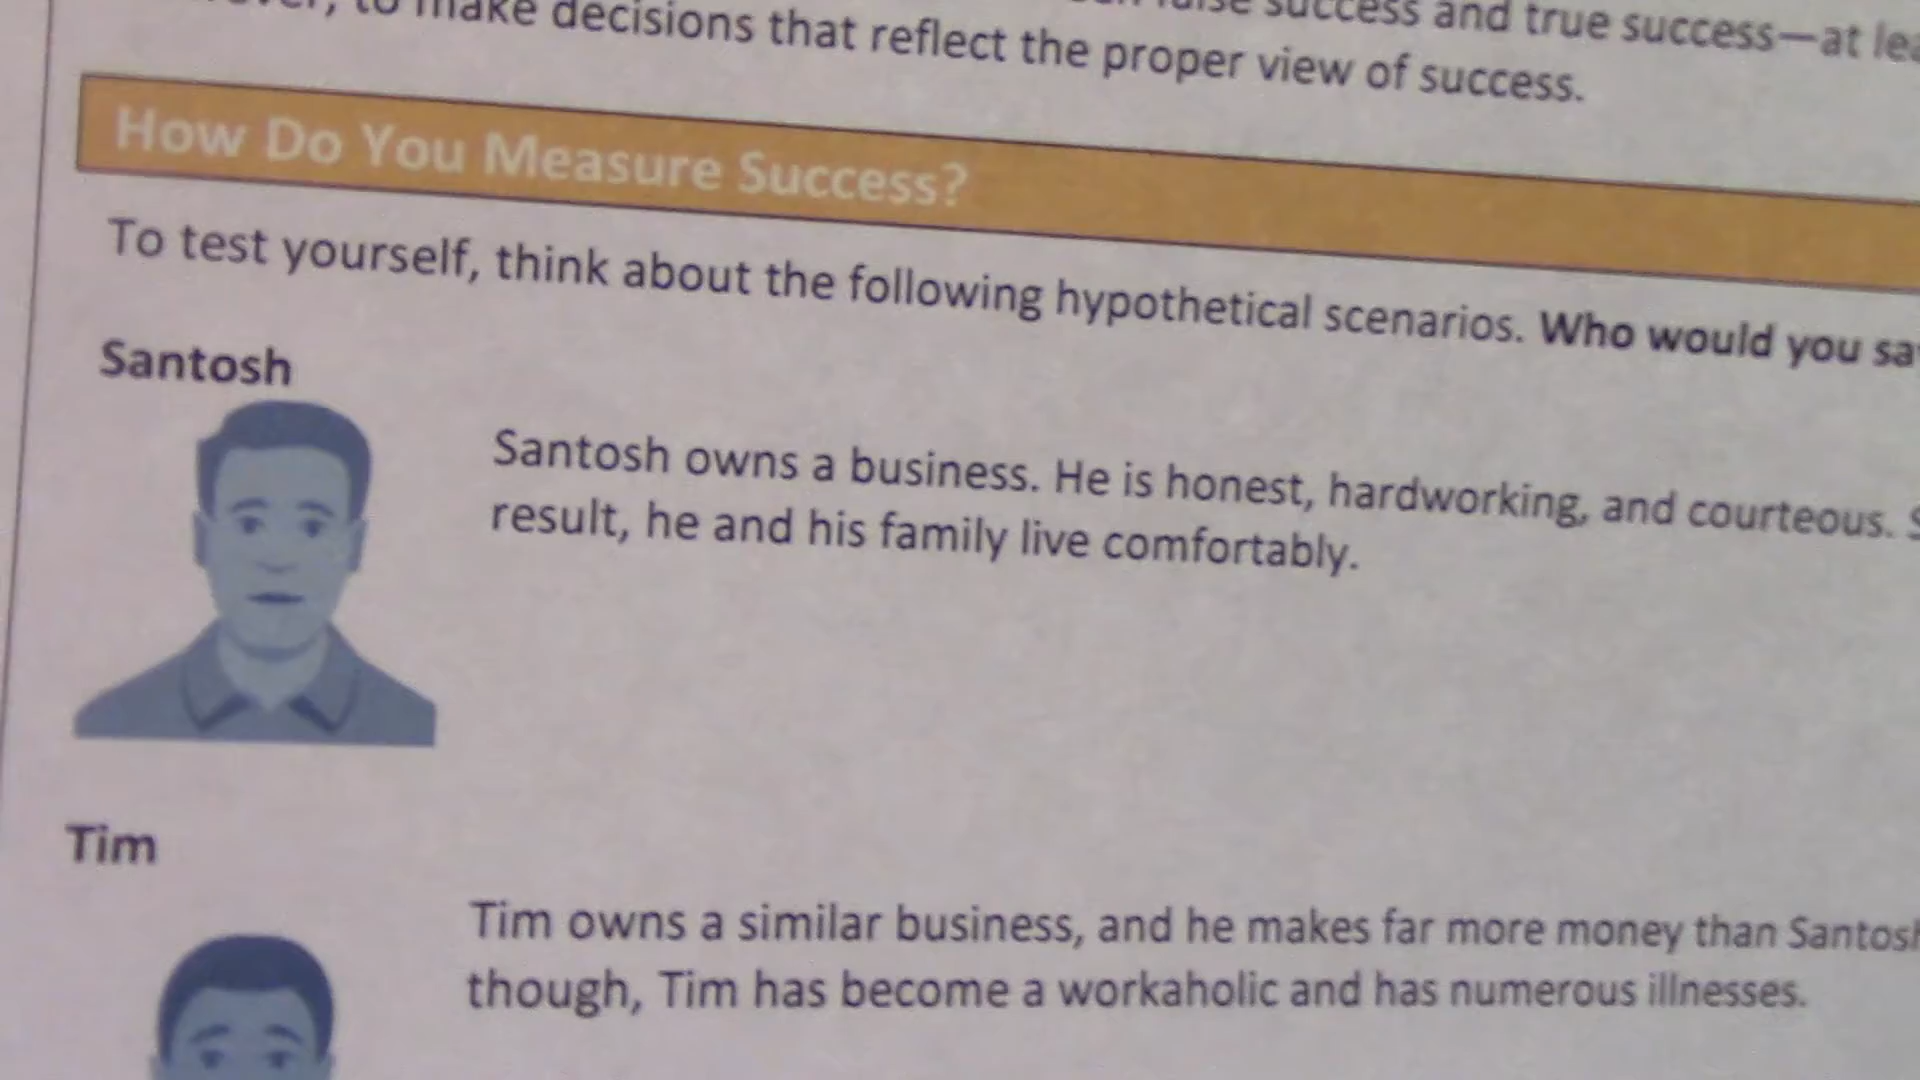 to make decisions that reflect the proper view of success.
success and true success—at
How Do You Measure Success?
To test yourself, think about the following hypothetical scenarios. Who would you
Santosh
Santosh owns a business. He is honest, hardworking, and courteous.
result, he and his family live comfortably.
Tim
Tim owns a similar business, and he makes far more money than Santosh
though, Tim has become a workaholic and has numerous illnesses.